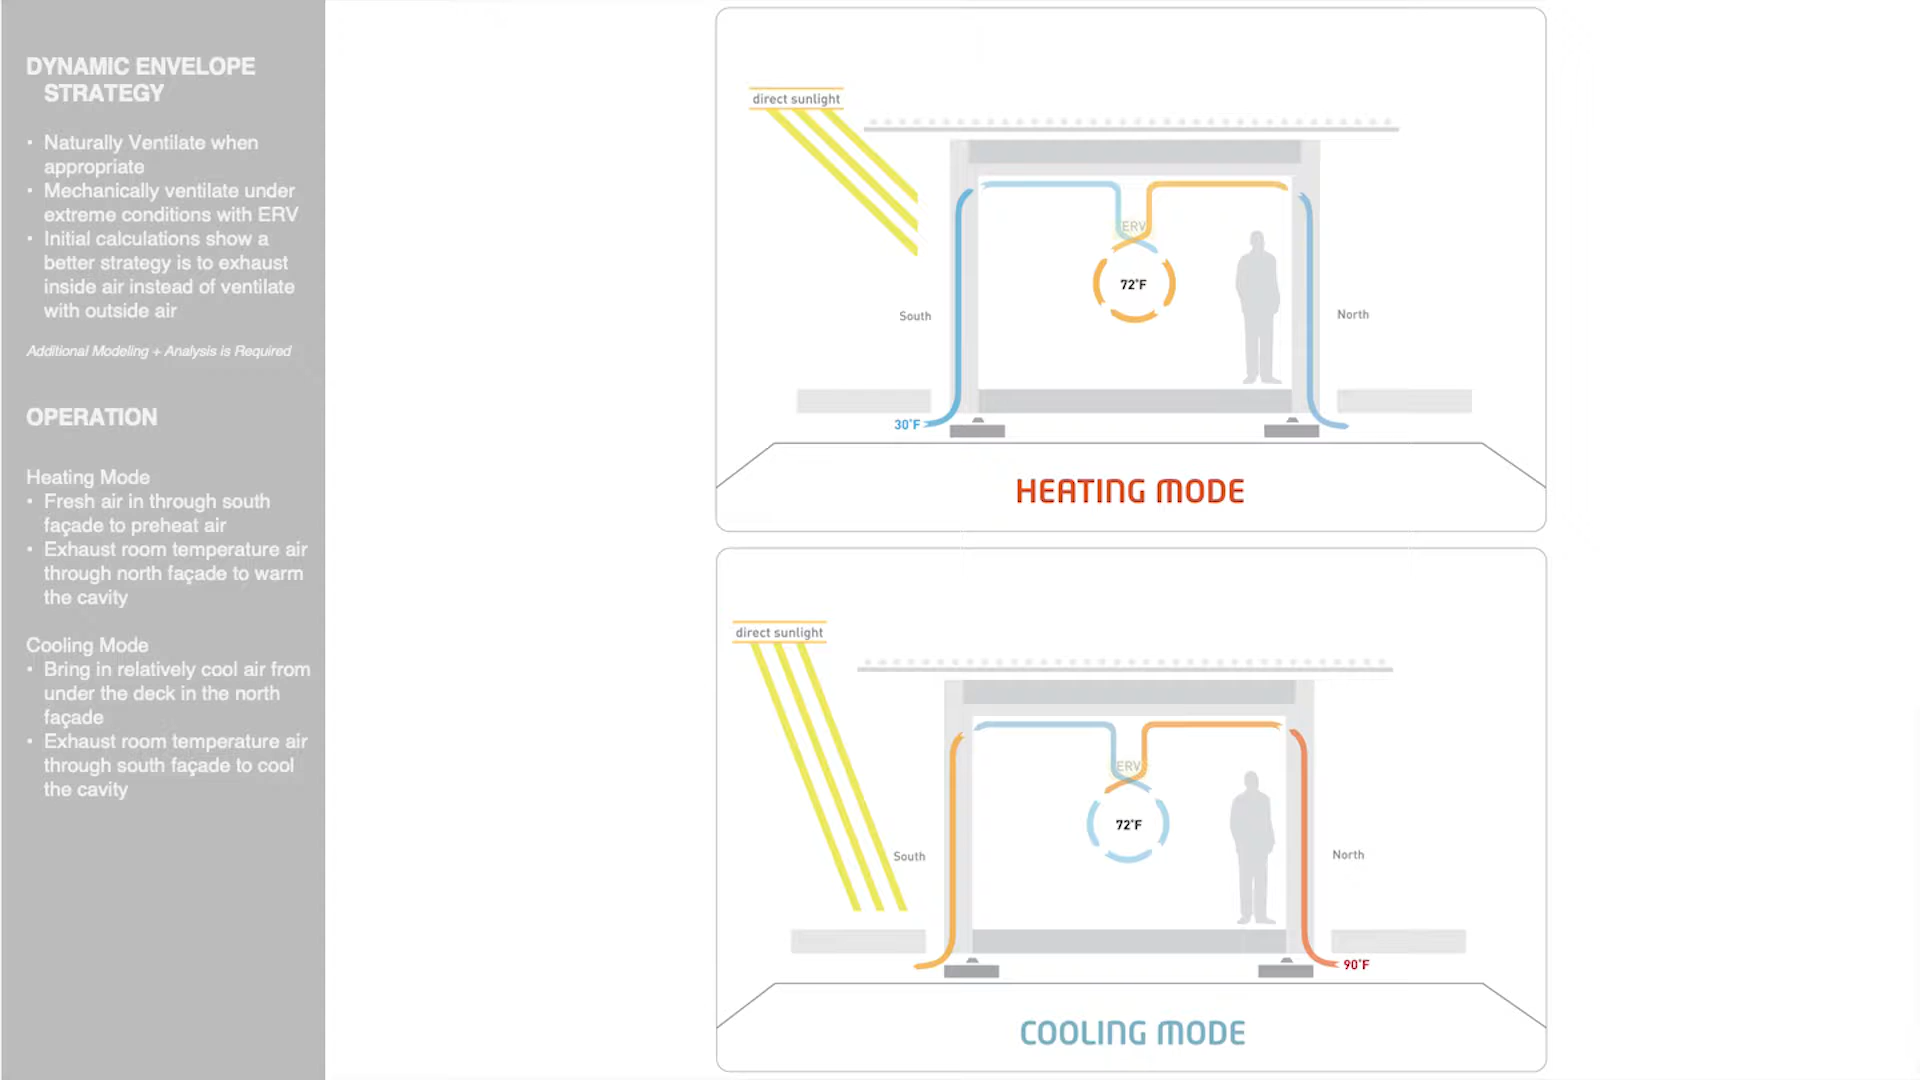 DYNAMIC ENVELOPE
STRATEGY
• Naturally Ventilate when
appropriate
• Mechanically ventilate under
extreme conditions with ERV
• Initial calculations show a
better strategy is to exhaust
inside air instead of ventilate
with outside air
Additional Modeling + Analysis is Required
OPERATION
Heating Mode
• Fresh air in through south
façade to preheat air
• Exhaust room temperature air
through north façade to warm
the cavity
Cooling Mode
• Bring in relatively cool air from
under the deck in the north
façade
• Exhaust room temperature air
through south façade to cool
the cavity
direct sunlight
ERV
72°F
South
North
30°F
HEATING MODE
direct sunlight
ERV
72°F
South
North
90°F
COOLING MODE